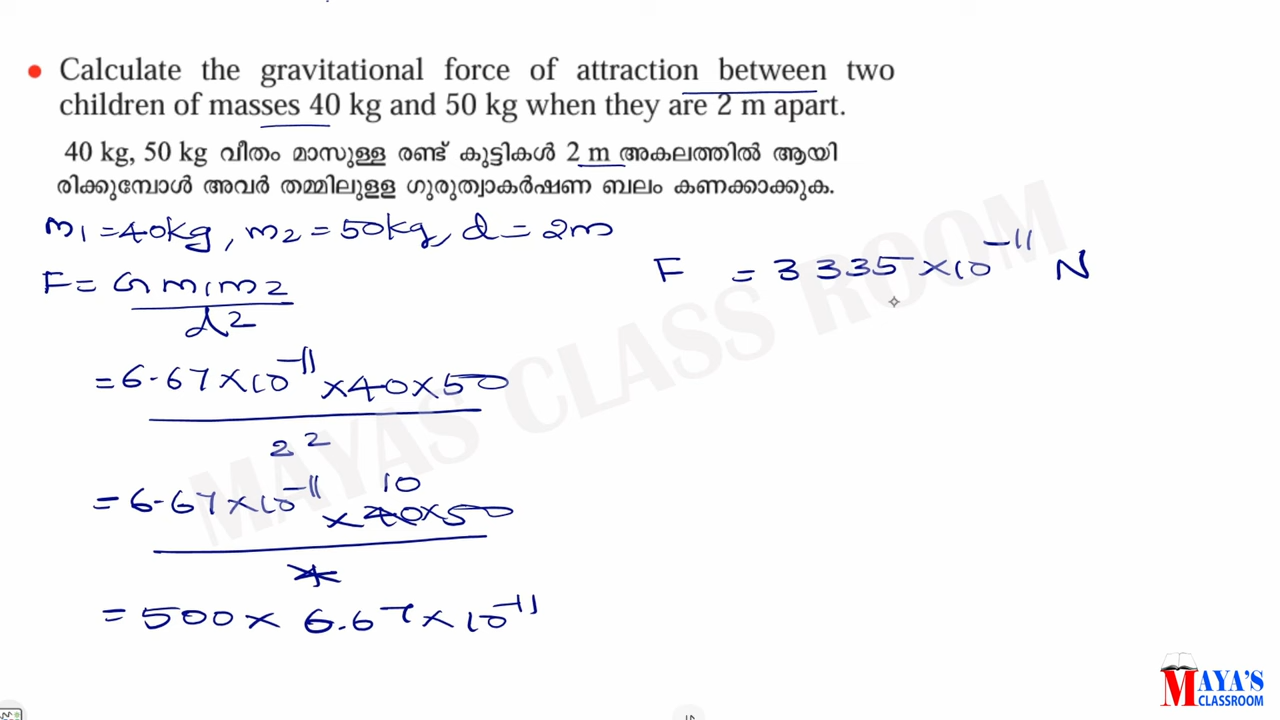 Calculate the gravitational force of attraction between two
children of masses 40 kg and 50 kg when they are 2 m apart.
40 kg, 50 kg വീതം മാസുള്ള രണ്ട് കുട്ടികൾ 2 m അകലത്തിൽ ആയി
രിക്കുമ്പോൾ അവർ തമ്മിലുള്ള ഗുരുത്വാകർഷണ ബലം കണക്കാക്കുക.
m₁ = 40kg, m₂ = 50kg, d = 2m
F = G m₁ m₂
d²
= 6.67 × 10⁻¹¹ × 40 × 50
2²
10
= 6.67 × 10⁻¹¹ × 40 × 50
4
= 500 × 6.67 × 10⁻¹¹
F = 3335 × 10⁻¹¹ N
MAYAS CLASS ROOM
MAYA'S
CLASSROOM